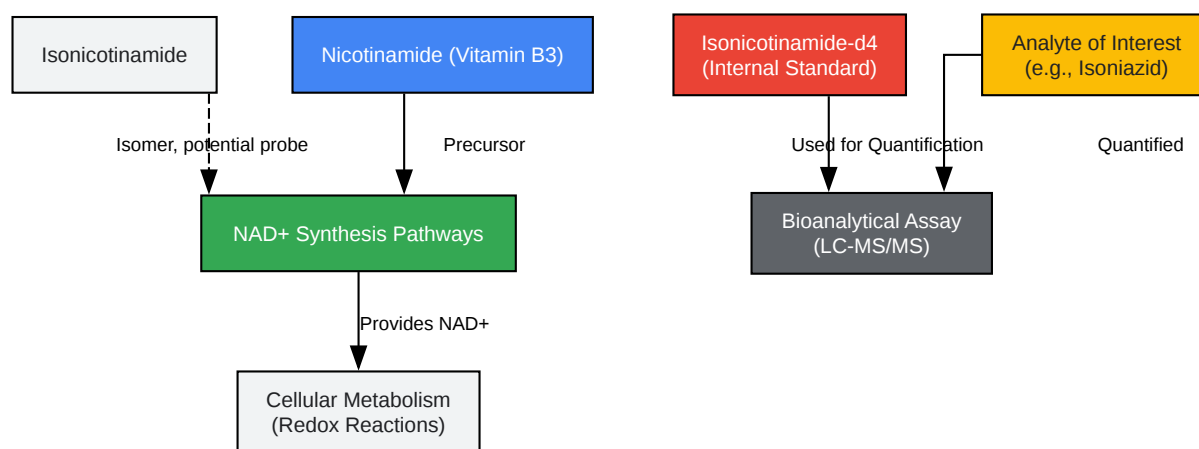 Isonicotinamide
Nicotinamide (Vitamin B3)
Isonicotinamide-d4
(Internal Standard)
Analyte of Interest
(e.g., Isoniazid)
Isomer, potential probe
Precursor
Used for Quantification
Quantified
NAD+ Synthesis Pathways
Bioanalytical Assay
(LC-MS/MS)
Provides NAD+
Cellular Metabolism
(Redox Reactions)